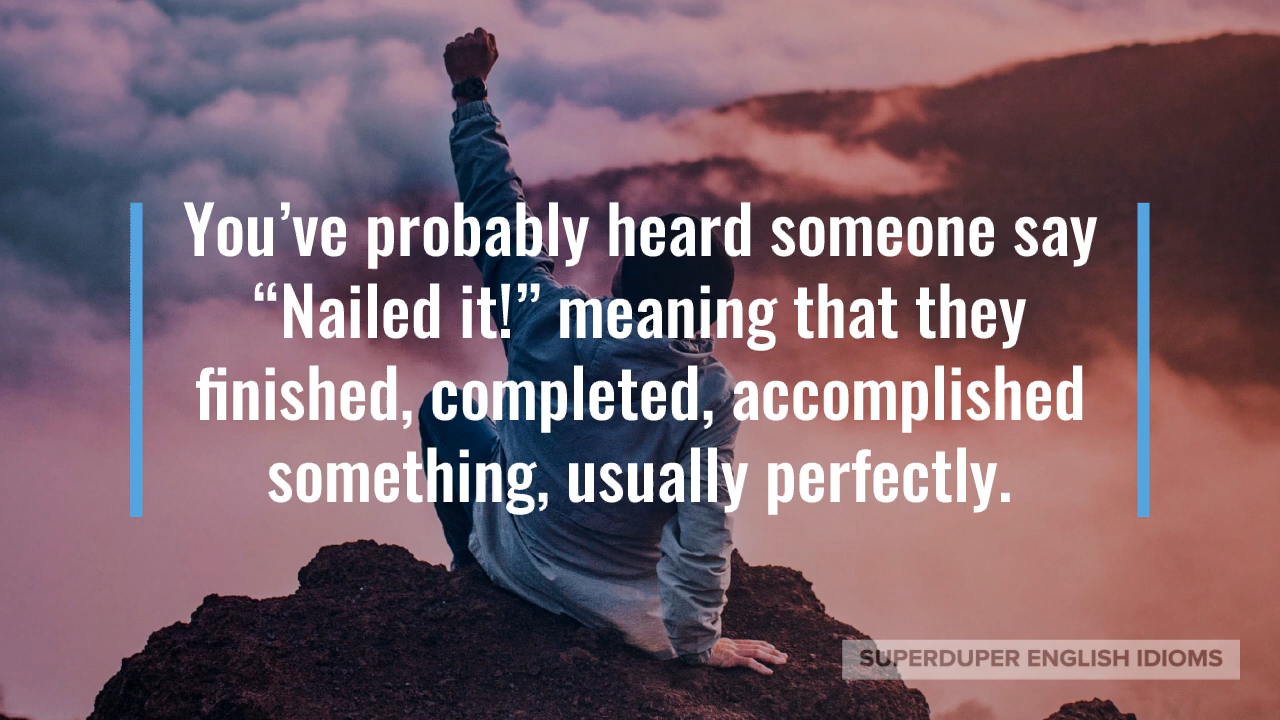 You’ve probably heard someone say
“Nailed it!” meaning that they
finished, completed, accomplished
something, usually perfectly.
SUPERDUPER ENGLISH IDIOMS